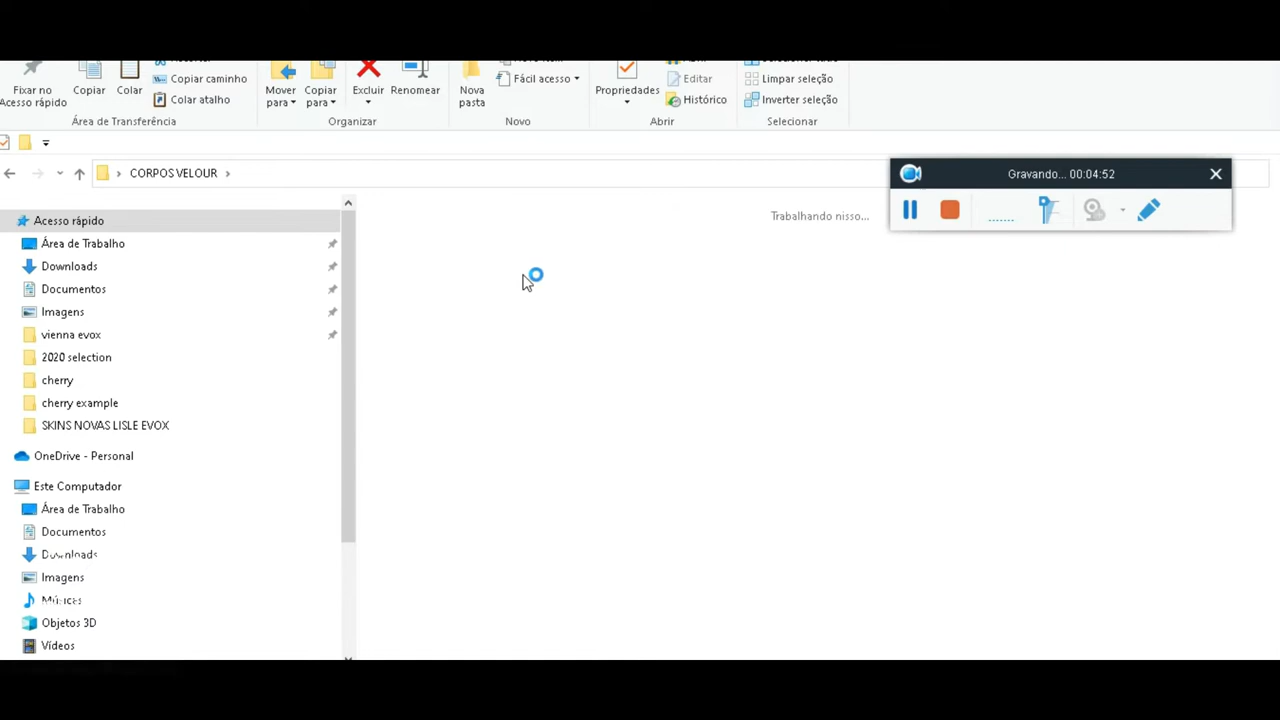 Fixar no
Acesso rápido
Copiar
Colar
Copiar caminho
Colar atalho
Área de Transferência
Mover
para
Copiar
para
Excluir
Renomear
Organizar
Nova
pasta
Fácil acesso
Novo
Propriedades
Editar
Histórico
Abrir
Limpar seleção
Inverter seleção
Selecionar
CORPOS VELOUR
Gravando... 00:04:52
Trabalhando nisso...
Acesso rápido
Área de Trabalho
Downloads
Documentos
Imagens
vienna evox
2020 selection
cherry
cherry example
SKINS NOVAS LISLE EVOX
OneDrive - Personal
Este Computador
Área de Trabalho
Documentos
Downloads
Imagens
Músicas
Objetos 3D
Vídeos